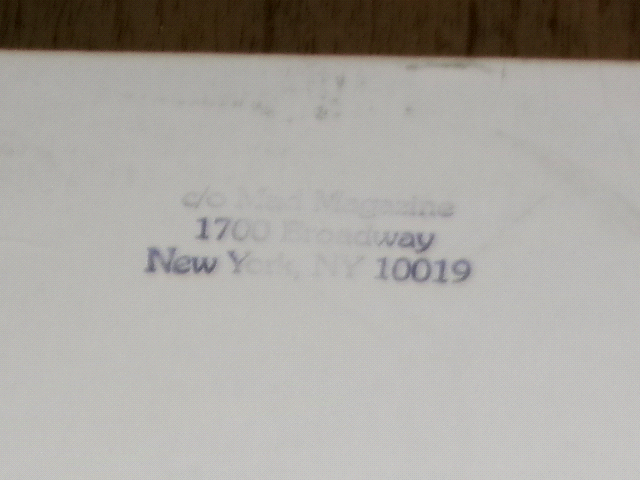 c/o Mad Magazine
1700 Broadway
New York, NY 10019